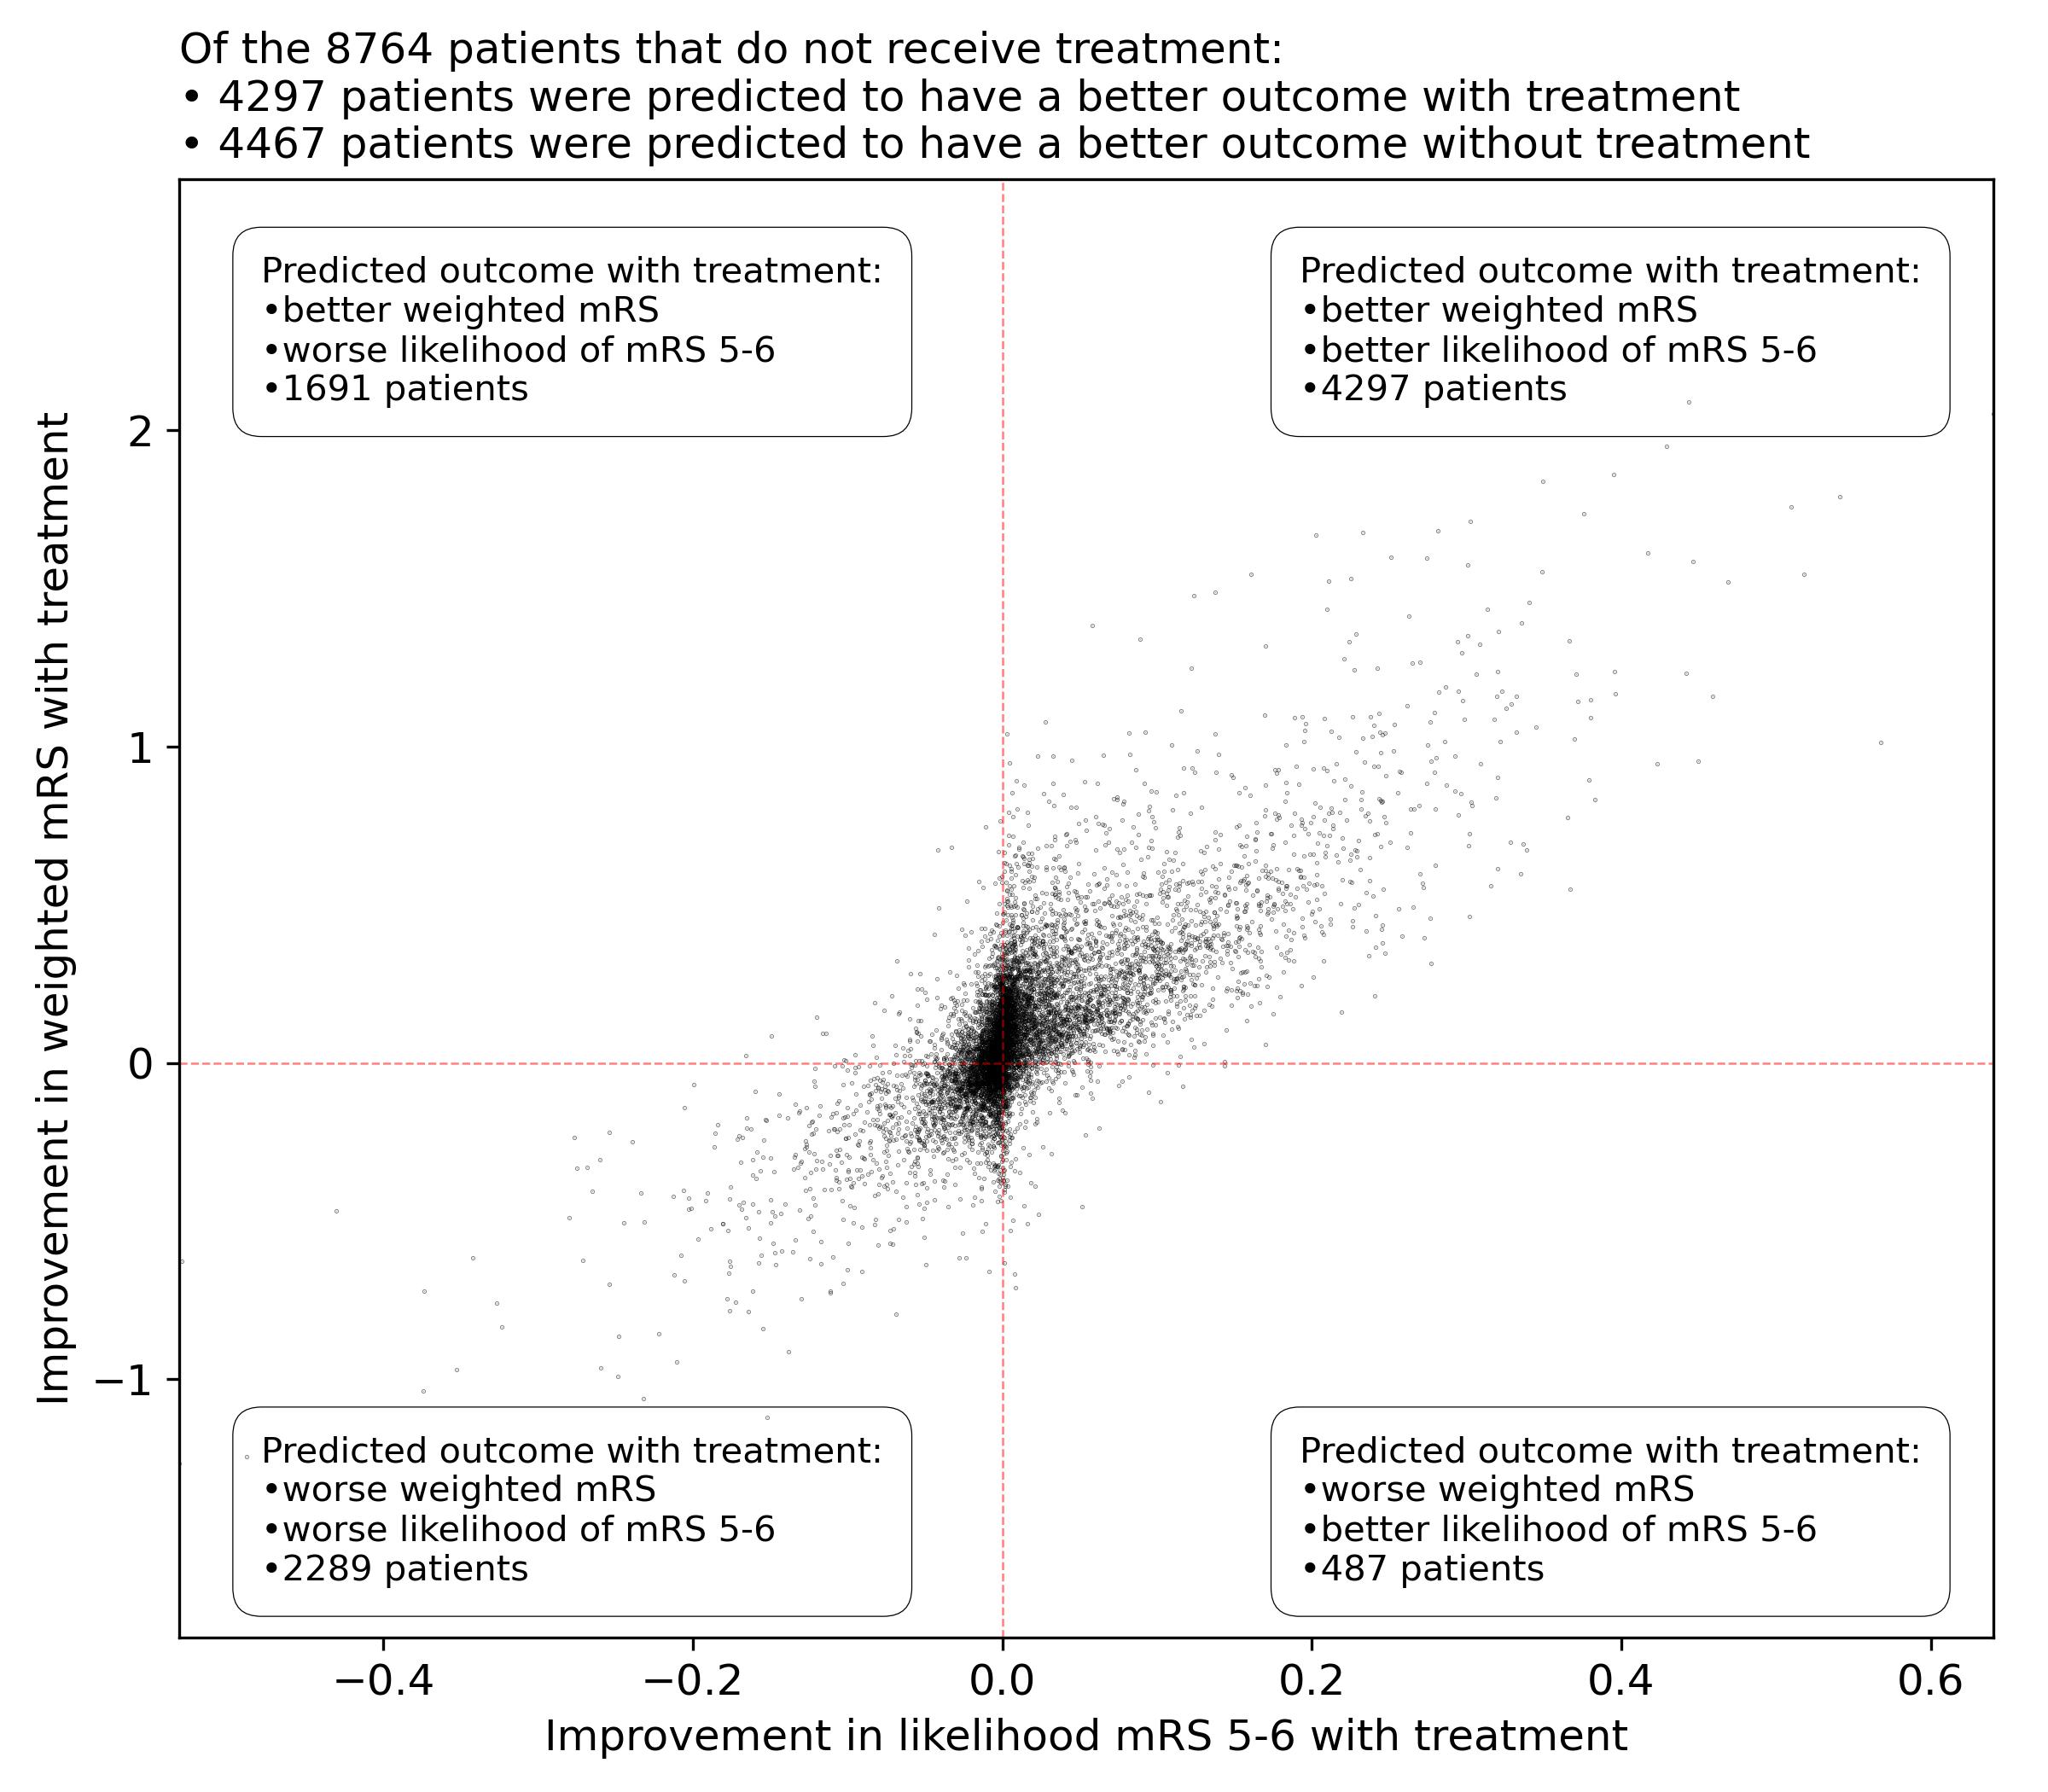 Of the 8764 patients that do not receive treatment:
• 4297 patients were predicted to have a better outcome with treatment
• 4467 patients were predicted to have a better outcome without treatment
Predicted outcome with treatment:
•better weighted mRS
•worse likelihood of mRS 5-6
•1691 patients
Predicted outcome with treatment:
•better weighted mRS
•better likelihood of mRS 5-6
•4297 patients
Improvement in weighted mRS with treatment
2
1
0
−1
Predicted outcome with treatment:
•worse weighted mRS
•worse likelihood of mRS 5-6
•2289 patients
Predicted outcome with treatment:
•worse weighted mRS
•better likelihood of mRS 5-6
•487 patients
−0.4 −0.2 0.0 0.2 0.4 0.6
Improvement in likelihood mRS 5-6 with treatment